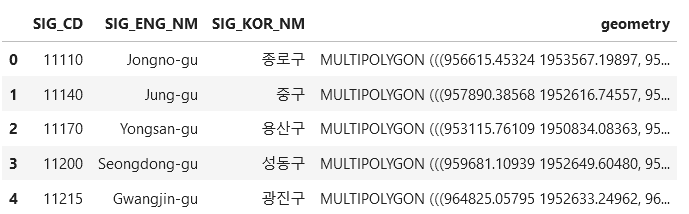 SIG_CD SIG_ENG_NM SIG_KOR_NM geometry
0 11110 Jongno-gu 종로구 MULTIPOLYGON (((956615.45324 1953567.19897, 95...
1 11140 Jung-gu 중구 MULTIPOLYGON (((957890.38568 1952616.74557, 95...
2 11170 Yongsan-gu 용산구 MULTIPOLYGON (((953115.76109 1950834.08363, 95...
3 11200 Seongdong-gu 성동구 MULTIPOLYGON (((959681.10939 1952649.60480, 95...
4 11215 Gwangjin-gu 광진구 MULTIPOLYGON (((964825.05795 1952633.24962, 96...